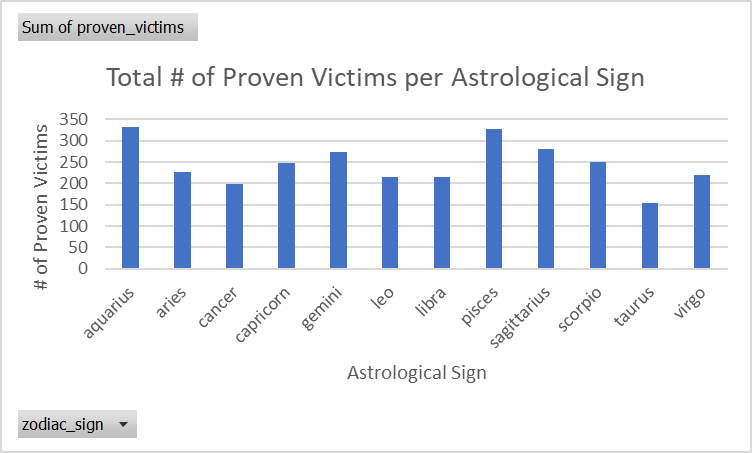 Sum of proven_victims
Total # of Proven Victims per Astrological Sign
# of Proven Victims
350
300
250
200
150
100
50
0
aquarius
aries
cancer
capricorn
gemini
leo
libra
pisces
sagittarius
scorpio
taurus
virgo
Astrological Sign
zodiac_sign